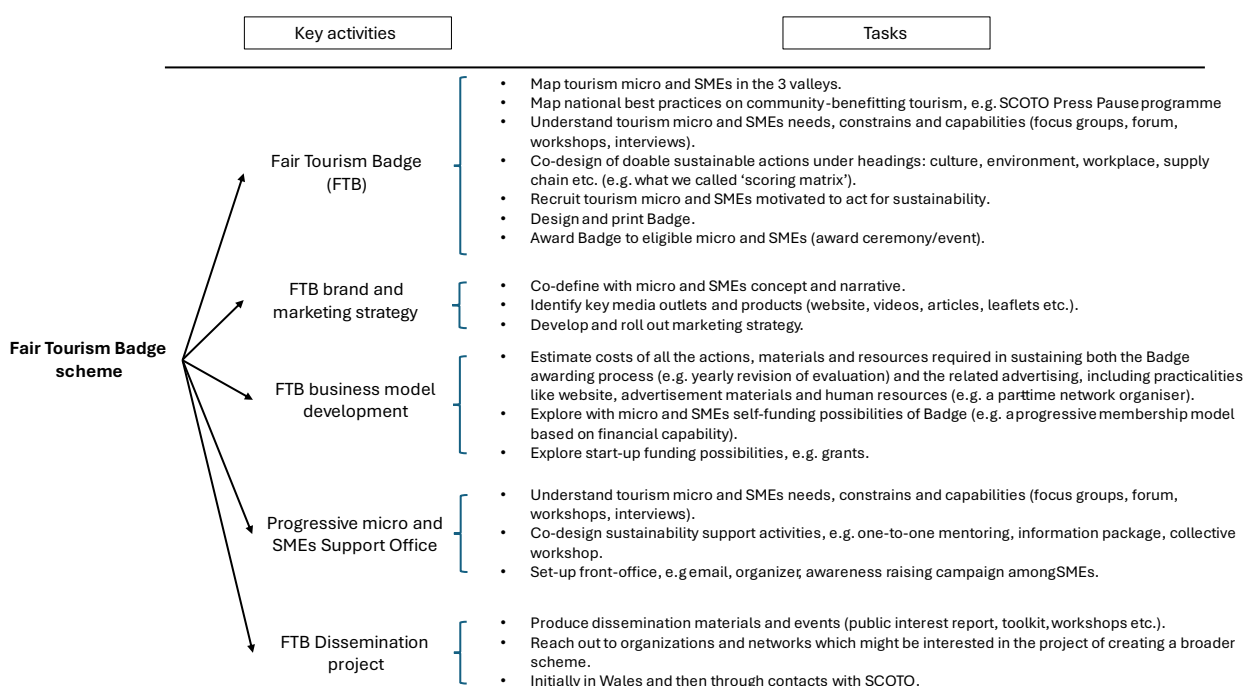 Key activities
Tasks
Fair Tourism Badge
scheme
Fair Tourism Badge
(FTB)
• Map tourism micro and SMEs in the 3 valleys.
• Map national best practices on community-benefitting tourism, e.g. SCOTO Press Pause programme
• Understand tourism micro and SMEs needs, constrains and capabilities (focus groups, forum,
workshops, interviews).
• Co-design of doable sustainable actions under headings: culture, environment, workplace, supply
chain etc. (e.g. what we called ‘scoring matrix’).
• Recruit tourism micro and SMEs motivated to act for sustainability.
• Design and print Badge.
• Award Badge to eligible micro and SMEs (award ceremony/event).
FTB brand and
marketing strategy
• Co-define with micro and SMEs concept and narrative.
• Identify key media outlets and products (website, videos, articles, leaflets etc.).
• Develop and roll out marketing strategy.
FTB business model
development
• Estimate costs of all the actions, materials and resources required in sustaining both the Badge
awarding process (e.g. yearly revision of evaluation) and the related advertising, including practicalities
like website, advertisement materials and human resources (e.g. a parttime network organiser).
• Explore with micro and SMEs self-funding possibilities of Badge (e.g. a progressive membership model
based on financial capability).
• Explore start-up funding possibilities, e.g. grants.
Progressive micro and
SMEs Support Office
• Understand tourism micro and SMEs needs, constrains and capabilities (focus groups, forum,
workshops, interviews).
• Co-design sustainability support activities, e.g. one-to-one mentoring, information package, collective
workshop.
• Set-up front-office, e.g email, organizer, awareness raising campaign among SMEs.
FTB Dissemination
project
• Produce dissemination materials and events (public interest report, toolkit, workshops etc.).
• Reach out to organizations and networks which might be interested in the project of creating a broader
scheme.
• Initially in Wales and then through contacts with SCOTO.